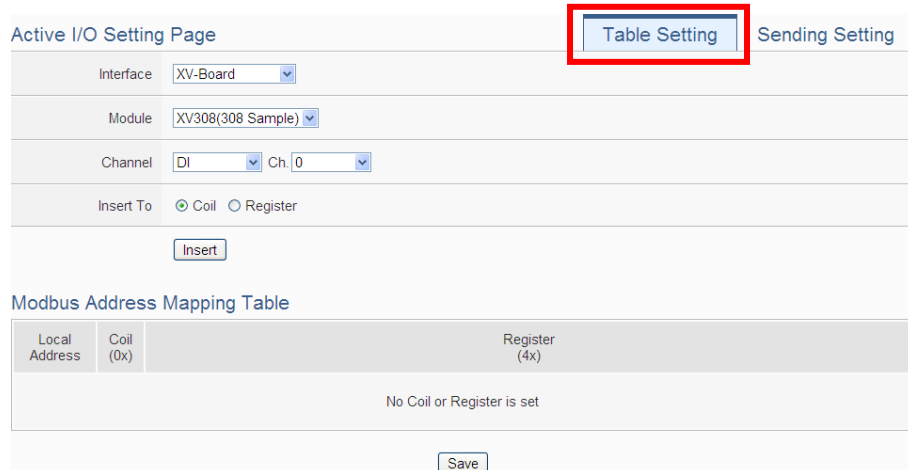 Active I/O Setting Page
Table Setting
Sending Setting
Interface XV-Board
Module XV308(308 Sample)
Channel DI Ch. 0
Insert To Coil Register
Insert
Modbus Address Mapping Table
Local Address
Coil (0x)
Register (4x)
No Coil or Register is set
Save